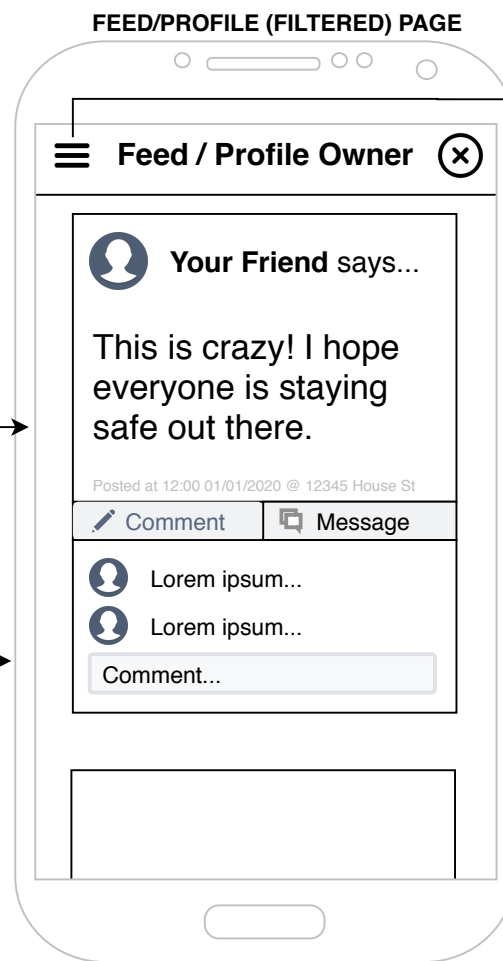 FEED/PROFILE (FILTERED) PAGE
Feed / Profile Owner
Your Friend says...
This is crazy! I hope
everyone is staying
safe out there.
Posted at 12:00 01/01/2020 @ 12345 House St
Comment
Message
Lorem ipsum...
Lorem ipsum...
Comment...